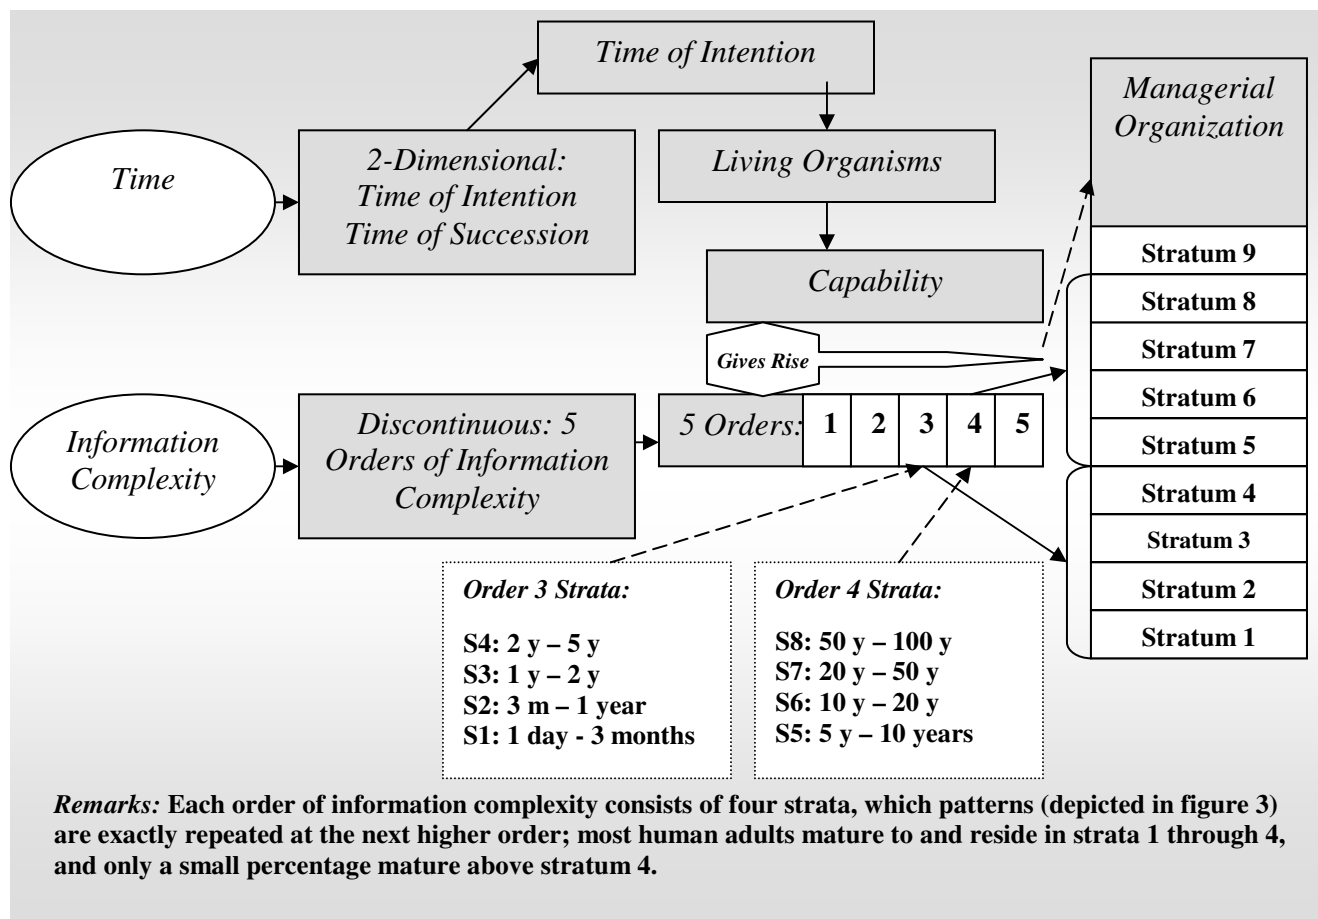 Time of Intention
Managerial
Organization
Time
2-Dimensional:
Time of Intention
Time of Succession
Living Organisms
Capability
Gives Rise
Information
Complexity
Discontinuous: 5
Orders of Information
Complexity
5 Orders: 1 2 3 4 5
Stratum 9
Stratum 8
Stratum 7
Stratum 6
Stratum 5
Stratum 4
Stratum 3
Stratum 2
Stratum 1
Order 3 Strata:
S4: 2 y – 5 y
S3: 1 y – 2 y
S2: 3 m – 1 year
S1: 1 day - 3 months
Order 4 Strata:
S8: 50 y – 100 y
S7: 20 y – 50 y
S6: 10 y – 20 y
S5: 5 y – 10 years
Remarks: Each order of information complexity consists of four strata, which patterns (depicted in figure 3)
are exactly repeated at the next higher order; most human adults mature to and reside in strata 1 through 4,
and only a small percentage mature above stratum 4.